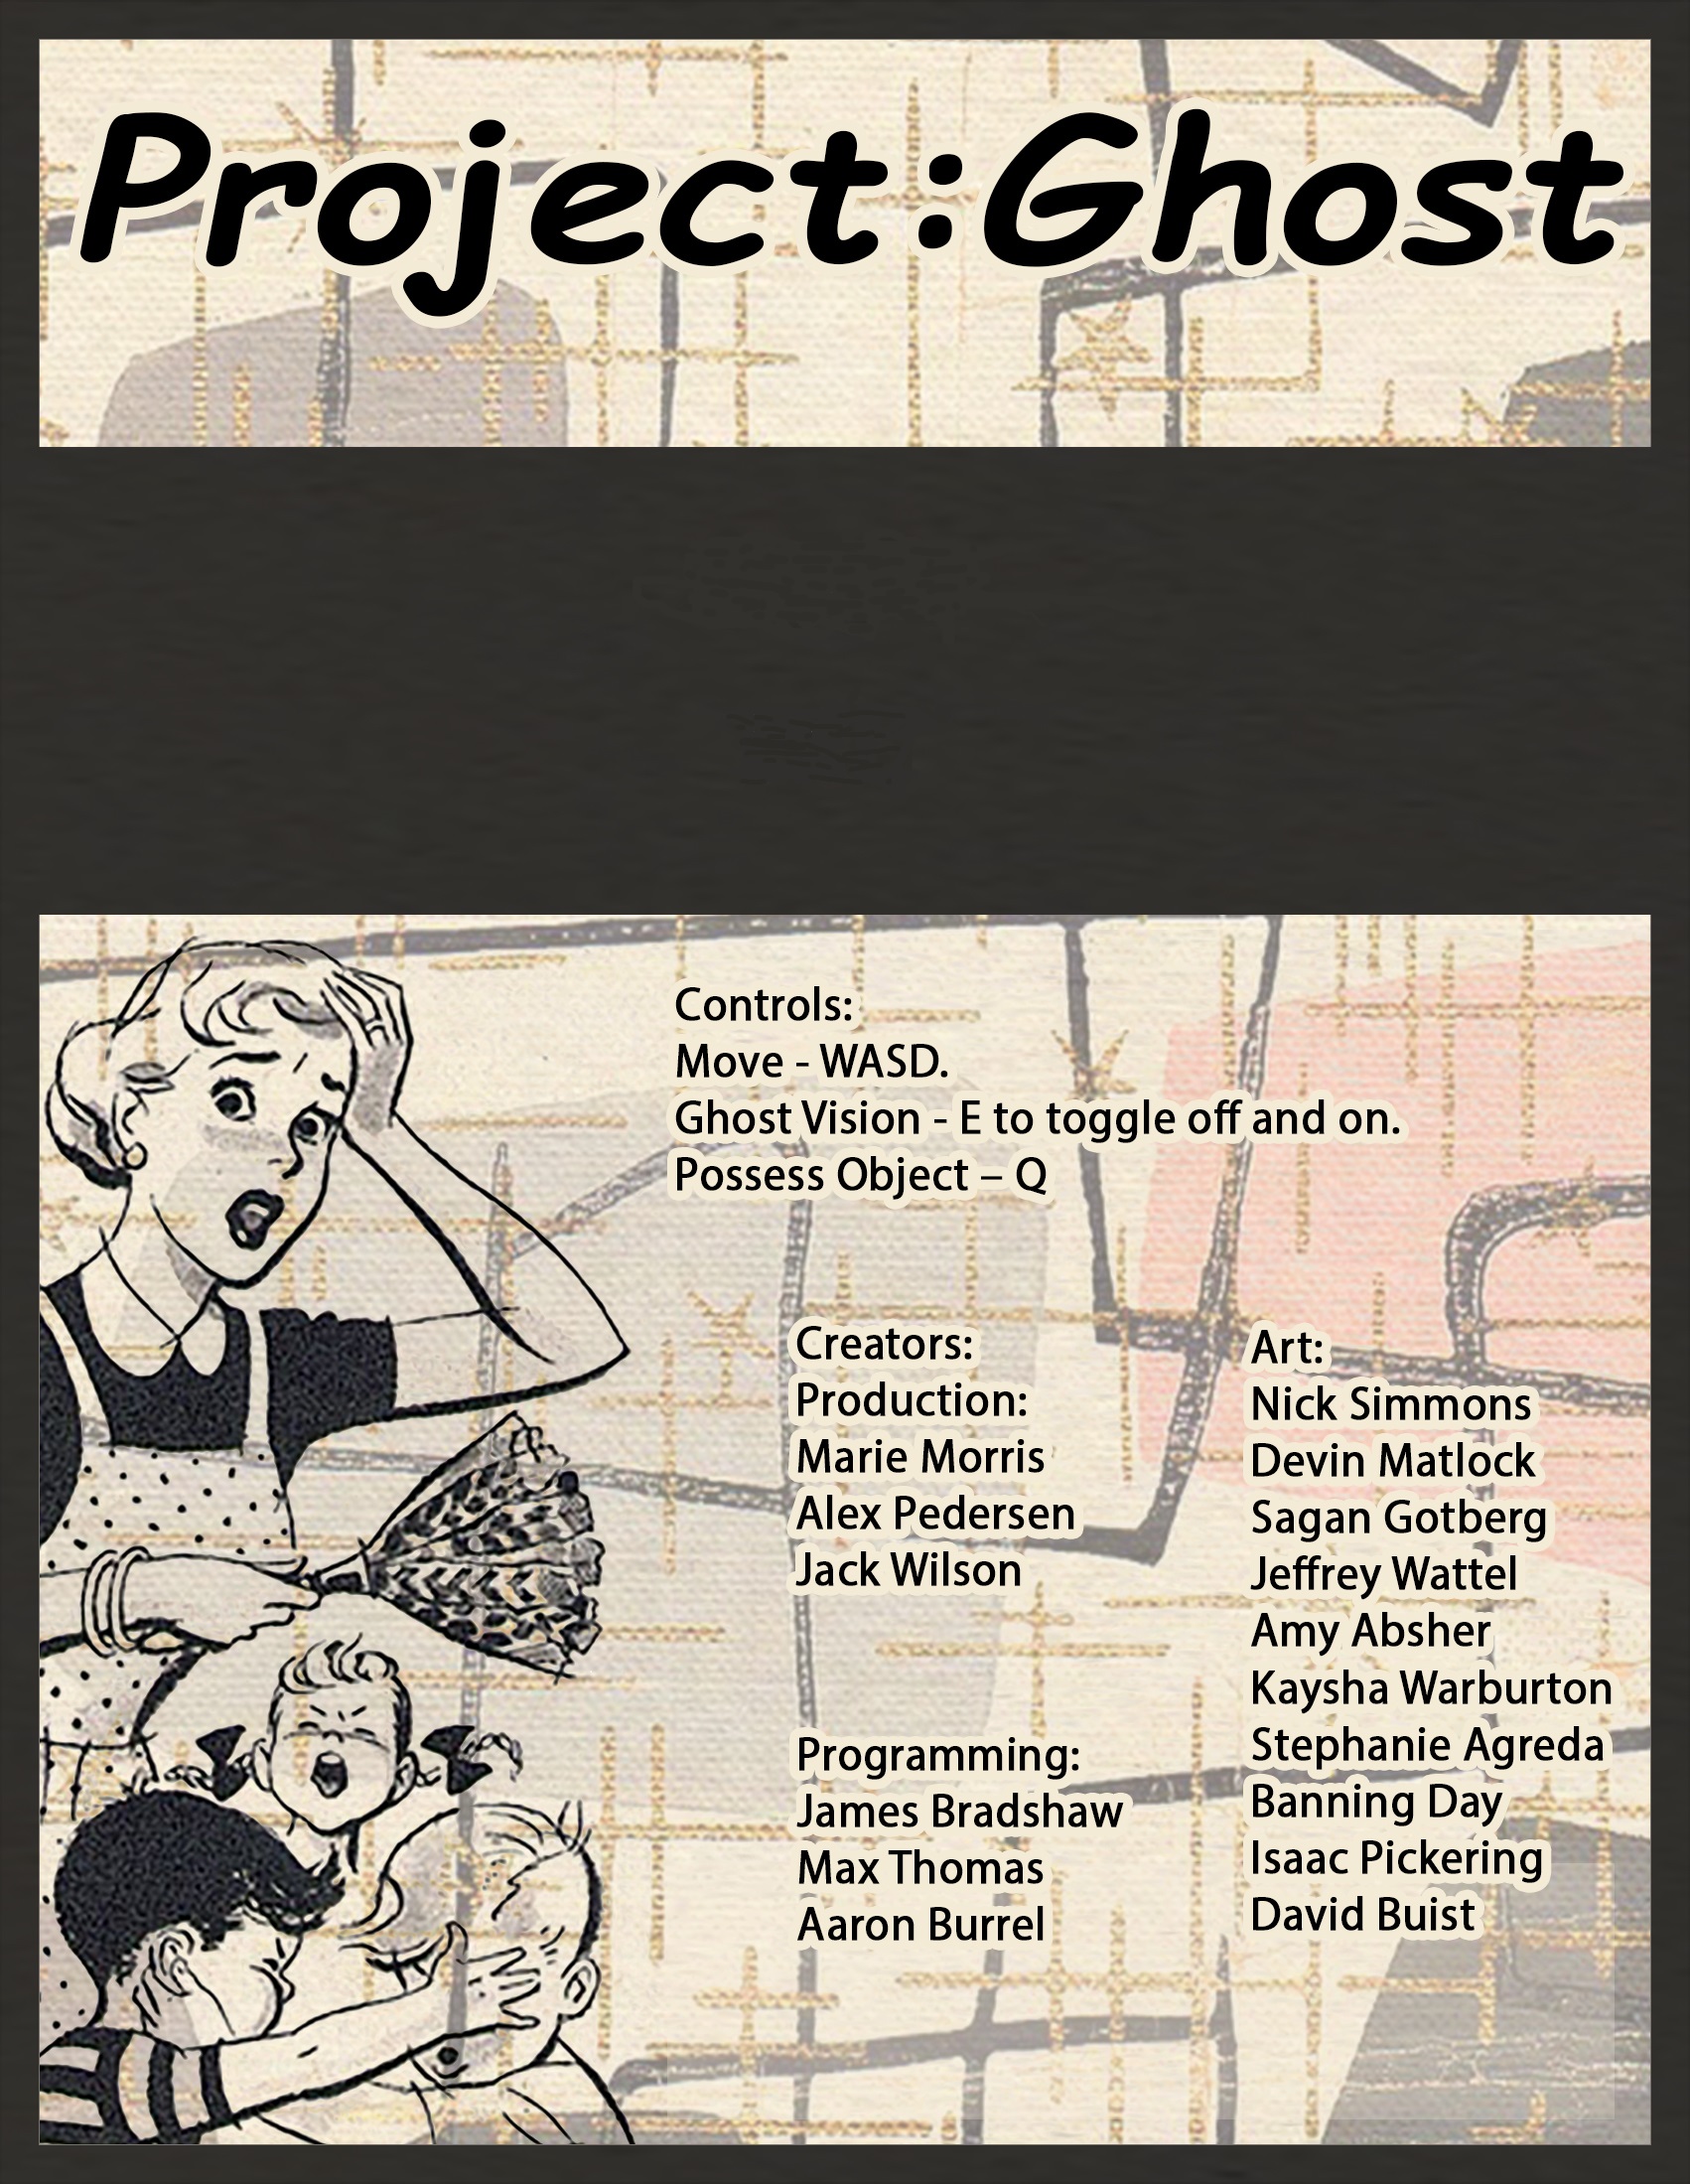 Project:Ghost
Controls:
Move - WASD.
Ghost Vision - E to toggle off and on.
Possess Object – Q
Creators:
Production:
Marie Morris
Alex Pedersen
Jack Wilson
Programming:
James Bradshaw
Max Thomas
Aaron Burrel
Art:
Nick Simmons
Devin Matlock
Sagan Gotberg
Jeffrey Wattel
Amy Absher
Kaysha Warburton
Stephanie Agreda
Banning Day
Isaac Pickering
David Buist